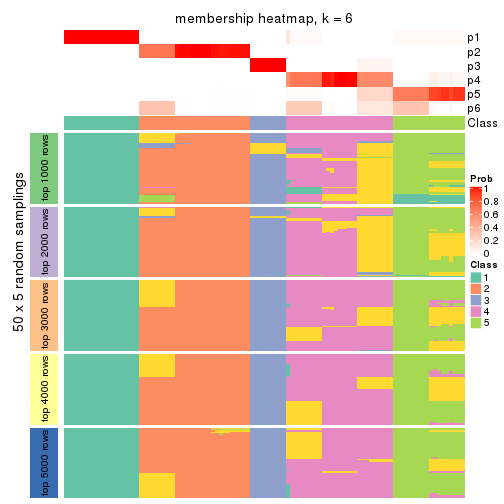 membership heatmap, k = 6
p1
p2
p3
p4
p5
p6
Class
50 x 5 random samplings
top 1000 rows
top 2000 rows
top 3000 rows
top 4000 rows
top 5000 rows
Prob
1
0.8
0.6
0.4
0.2
0
Class
1
2
3
4
5